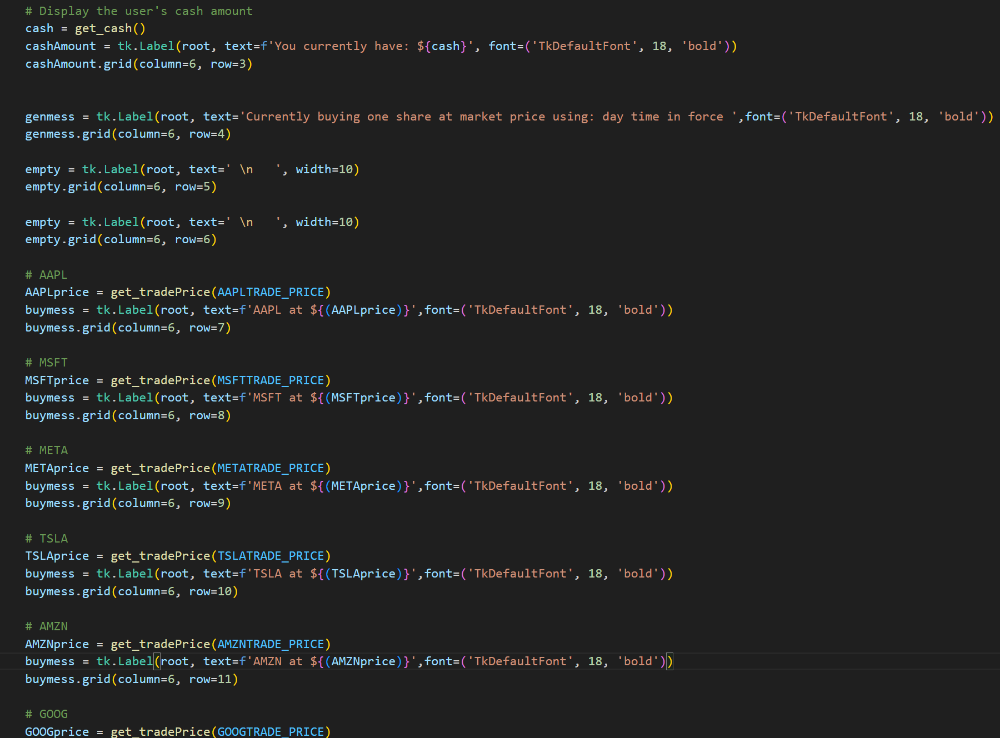 # Display the user's cash amount
cash = get_cash()
cashAmount = tk.Label(root, text=f'You currently have: ${cash}', font=('TkDefaultFont', 18, 'bold'))
cashAmount.grid(column=6, row=3)
genmess = tk.Label(root, text='Currently buying one share at market price using: day time in force ',font=('TkDefaultFont', 18, 'bold'))
genmess.grid(column=6, row=4)
empty = tk.Label(root, text=' \n   ', width=10)
empty.grid(column=6, row=5)
empty = tk.Label(root, text=' \n   ', width=10)
empty.grid(column=6, row=6)
# AAPL
AAPLprice = get_tradePrice(AAPLTRADE_PRICE)
buymess = tk.Label(root, text=f'AAPL at ${(AAPLprice)}',font=('TkDefaultFont', 18, 'bold'))
buymess.grid(column=6, row=7)
# MSFT
MSFTprice = get_tradePrice(MSFTTRADE_PRICE)
buymess = tk.Label(root, text=f'MSFT at ${(MSFTprice)}',font=('TkDefaultFont', 18, 'bold'))
buymess.grid(column=6, row=8)
# META
METAprice = get_tradePrice(METATRADE_PRICE)
buymess = tk.Label(root, text=f'META at ${(METAprice)}',font=('TkDefaultFont', 18, 'bold'))
buymess.grid(column=6, row=9)
# TSLA
TSLAprice = get_tradePrice(TSLATRADE_PRICE)
buymess = tk.Label(root, text=f'TSLA at ${(TSLAprice)}',font=('TkDefaultFont', 18, 'bold'))
buymess.grid(column=6, row=10)
# AMZN
AMZNprice = get_tradePrice(AMZNTRADE_PRICE)
buymess = tk.Label(root, text=f'AMZN at ${(AMZNprice)}',font=('TkDefaultFont', 18, 'bold'))
buymess.grid(column=6, row=11)
# GOOG
GOOGprice = get_tradePrice(GOOGTRADE_PRICE)